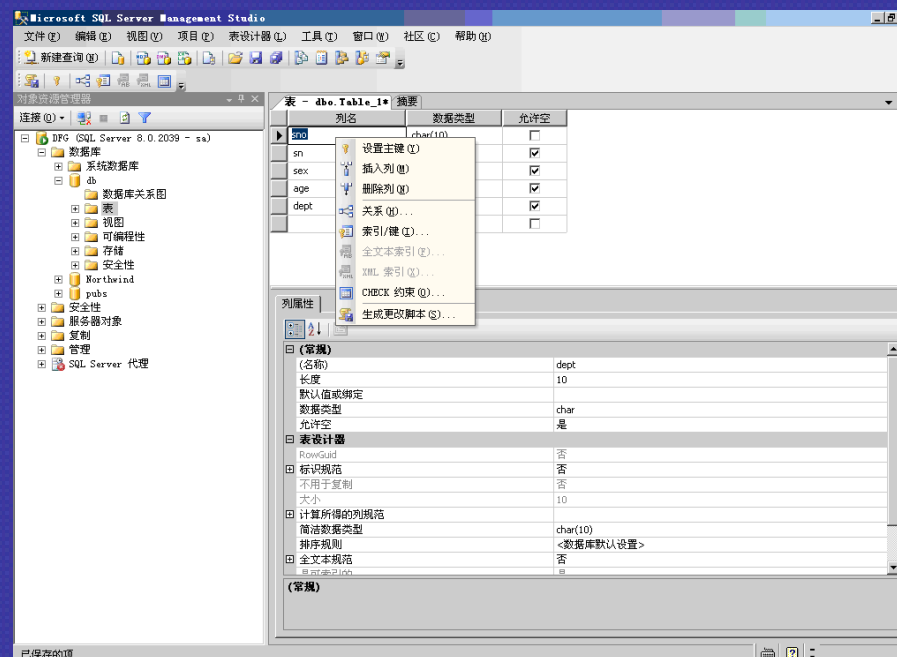 Microsoft SQL Server Management Studio
文件(F) 编辑(E) 视图(V) 项目(P) 表设计器(L) 工具(T) 窗口(W) 社区(C) 帮助(H)
新建查询(N)
对象资源管理器
表 - dbo.Table_1* 摘要
连接(O)
列名 数据类型 允许空
DFG (SQL Server 8.0.2039 - sa)
数据库
系统数据库
db
数据库关系图
表
视图
可编程性
存储
安全性
Northwind
pubs
安全性
服务器对象
复制
管理
SQL Server 代理
sno char(10)
sn
sex
age
dept
设置主键(Y)
插入列(M)
删除列(N)
关系(H)...
索引/键(I)...
全文本索引(F)...
XML 索引(X)...
CHECK 约束(O)...
生成更改脚本(S)...
列属性
(常规)
(名称) dept
长度 10
默认值或绑定
数据类型 char
允许空 是
表设计器
RowGuid 否
标识规范 否
不用于复制 否
大小 10
计算所得的列规范
简洁数据类型 char(10)
排序规则 <数据库默认设置>
全文本规范 否
是可索引的 是
(常规)
已保存的项